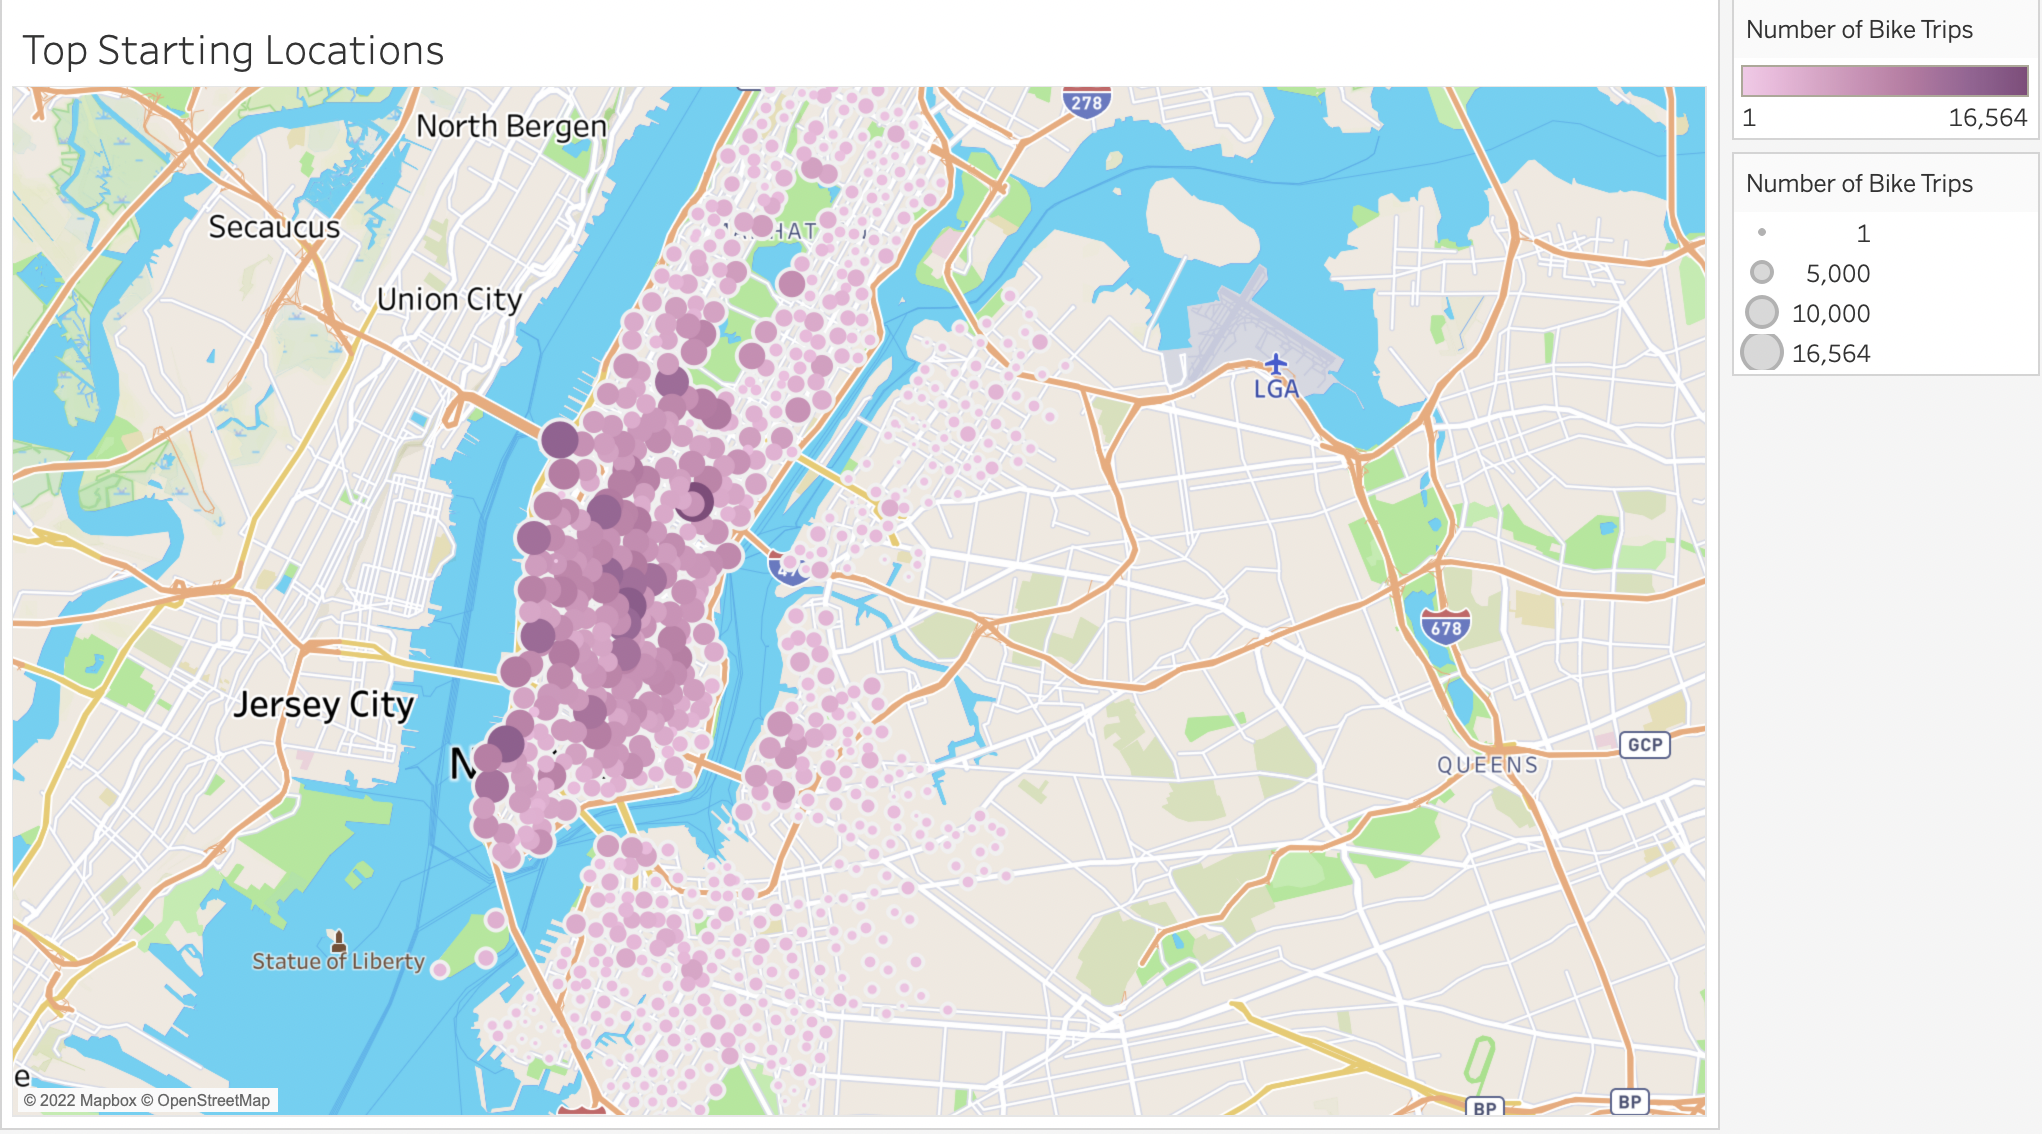 Top Starting Locations
Number of Bike Trips
1 16,564
Number of Bike Trips
1
5,000
10,000
16,564
278
North Bergen
Secaucus
Union City
LGA
678
Jersey City
GCP
QUEENS
Statue of Liberty
e
© 2022 Mapbox © OpenStreetMap
BP
BP